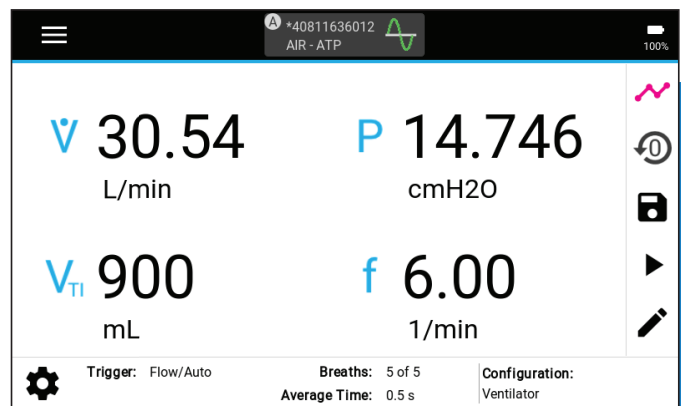 A *40811636012
AIR - ATP
100%
V̇ 30.54 P 14.746
L/min cmH2O
VTI 900 f 6.00
mL 1/min
0
Trigger: Flow/Auto Breaths: 5 of 5 Configuration:
Average Time: 0.5 s Ventilator